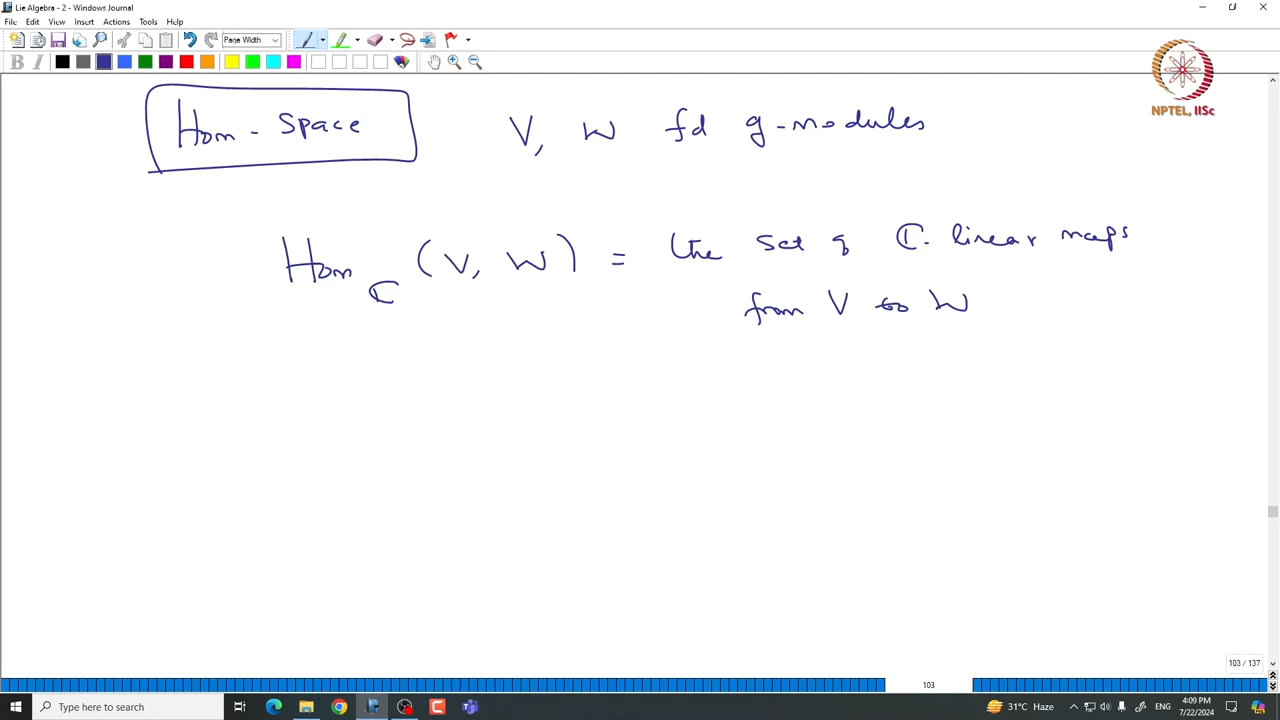 Lie Algebra - 2 - Windows Journal
File Edit View Insert Actions Tools Help
Page Width
NPTEL, IISc
Hom - Space V, W fd g-modules
Hom ℂ (V, W) = the set of ℂ-linear maps
from V to W
103 / 137
103
Type here to search
31°C Haze
4:09 PM
7/22/2024